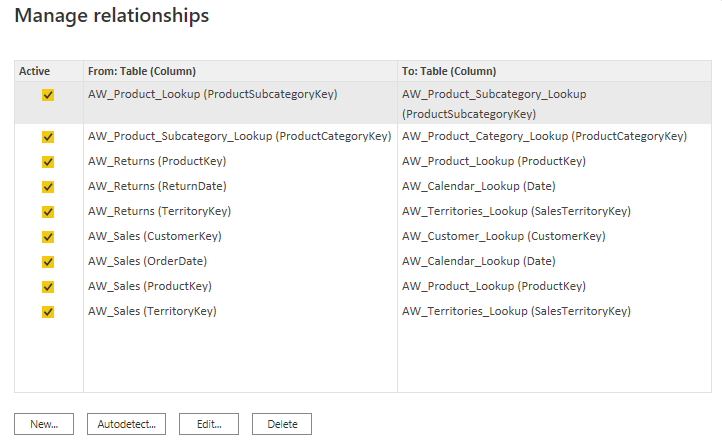 Manage relationships
Active From: Table (Column) To: Table (Column)
AW_Product_Lookup (ProductSubcategoryKey) AW_Product_Subcategory_Lookup
(ProductSubcategoryKey)
AW_Product_Subcategory_Lookup (ProductCategoryKey) AW_Product_Category_Lookup (ProductCategoryKey)
AW_Returns (ProductKey) AW_Product_Lookup (ProductKey)
AW_Returns (ReturnDate) AW_Calendar_Lookup (Date)
AW_Returns (TerritoryKey) AW_Territories_Lookup (SalesTerritoryKey)
AW_Sales (CustomerKey) AW_Customer_Lookup (CustomerKey)
AW_Sales (OrderDate) AW_Calendar_Lookup (Date)
AW_Sales (ProductKey) AW_Product_Lookup (ProductKey)
AW_Sales (TerritoryKey) AW_Territories_Lookup (SalesTerritoryKey)
New... Autodetect... Edit... Delete